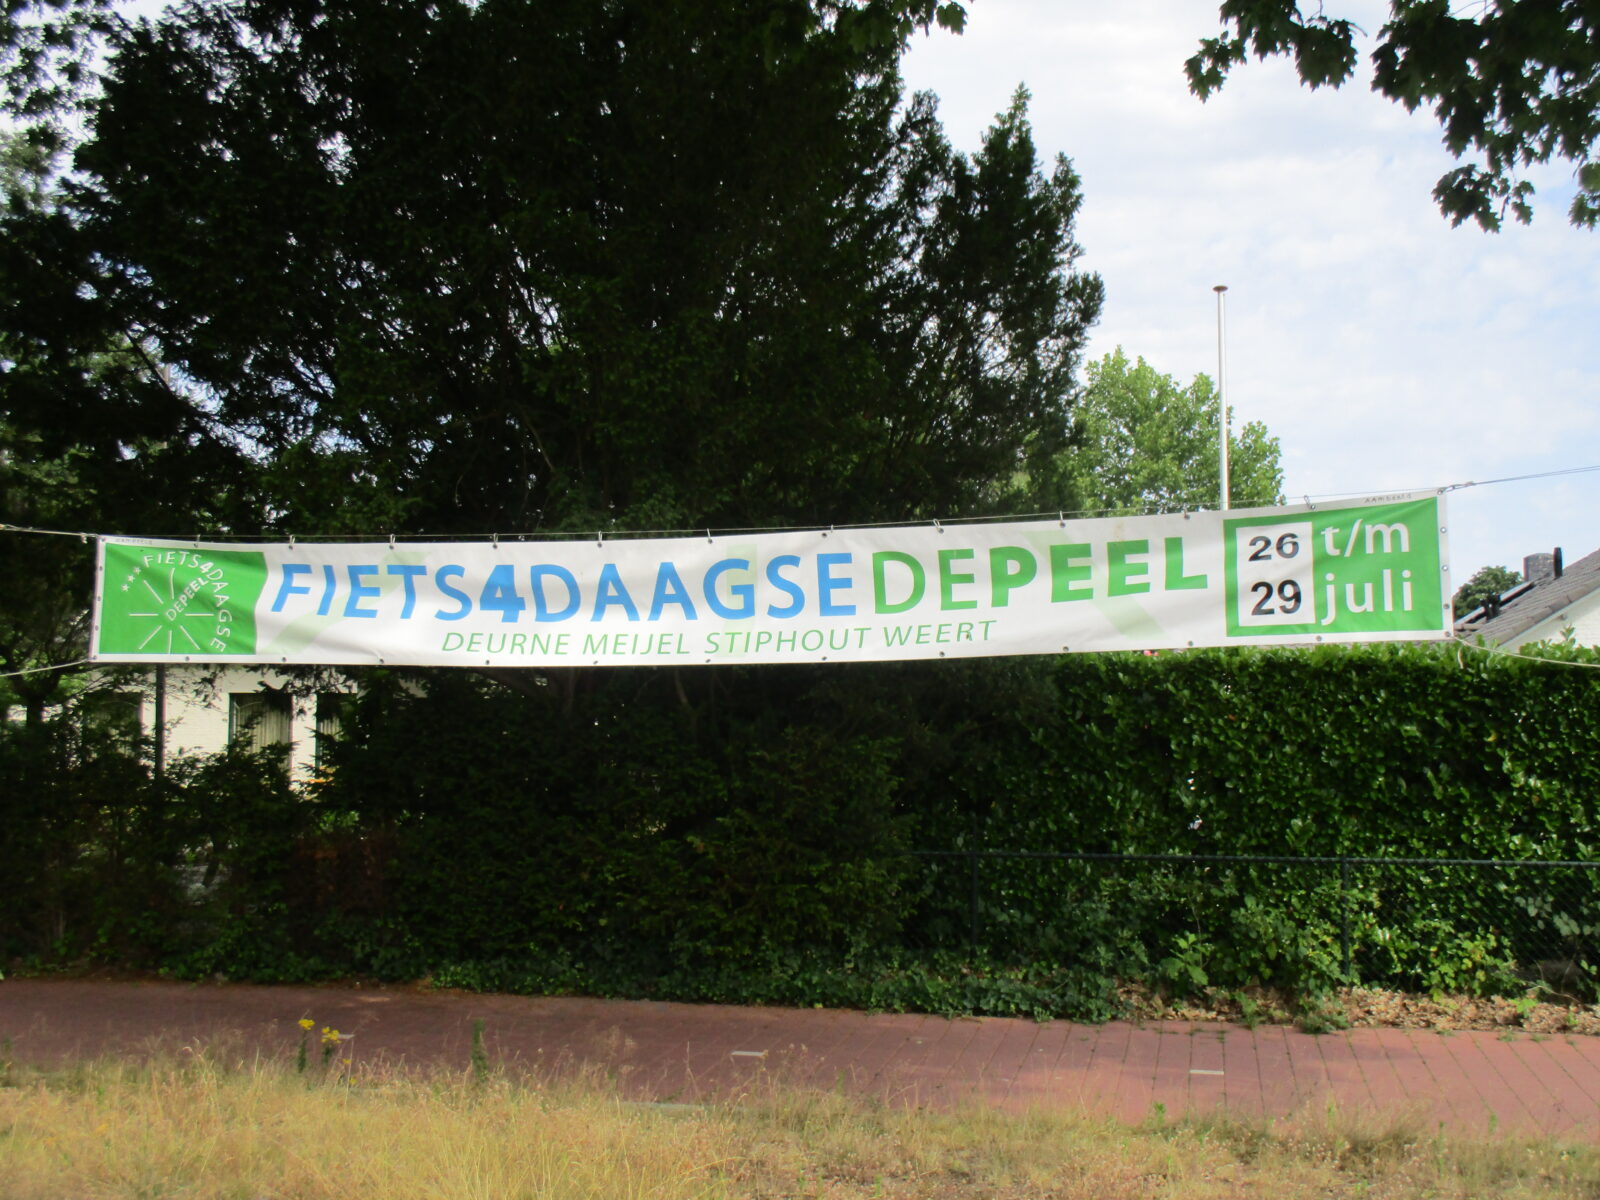 FIETS4DAAGSE
DEPEEL
FIETS4DAAGSEDEPEEL
DEURNE MEIJEL STIPHOUT WEERT
26 t/m
29 juli